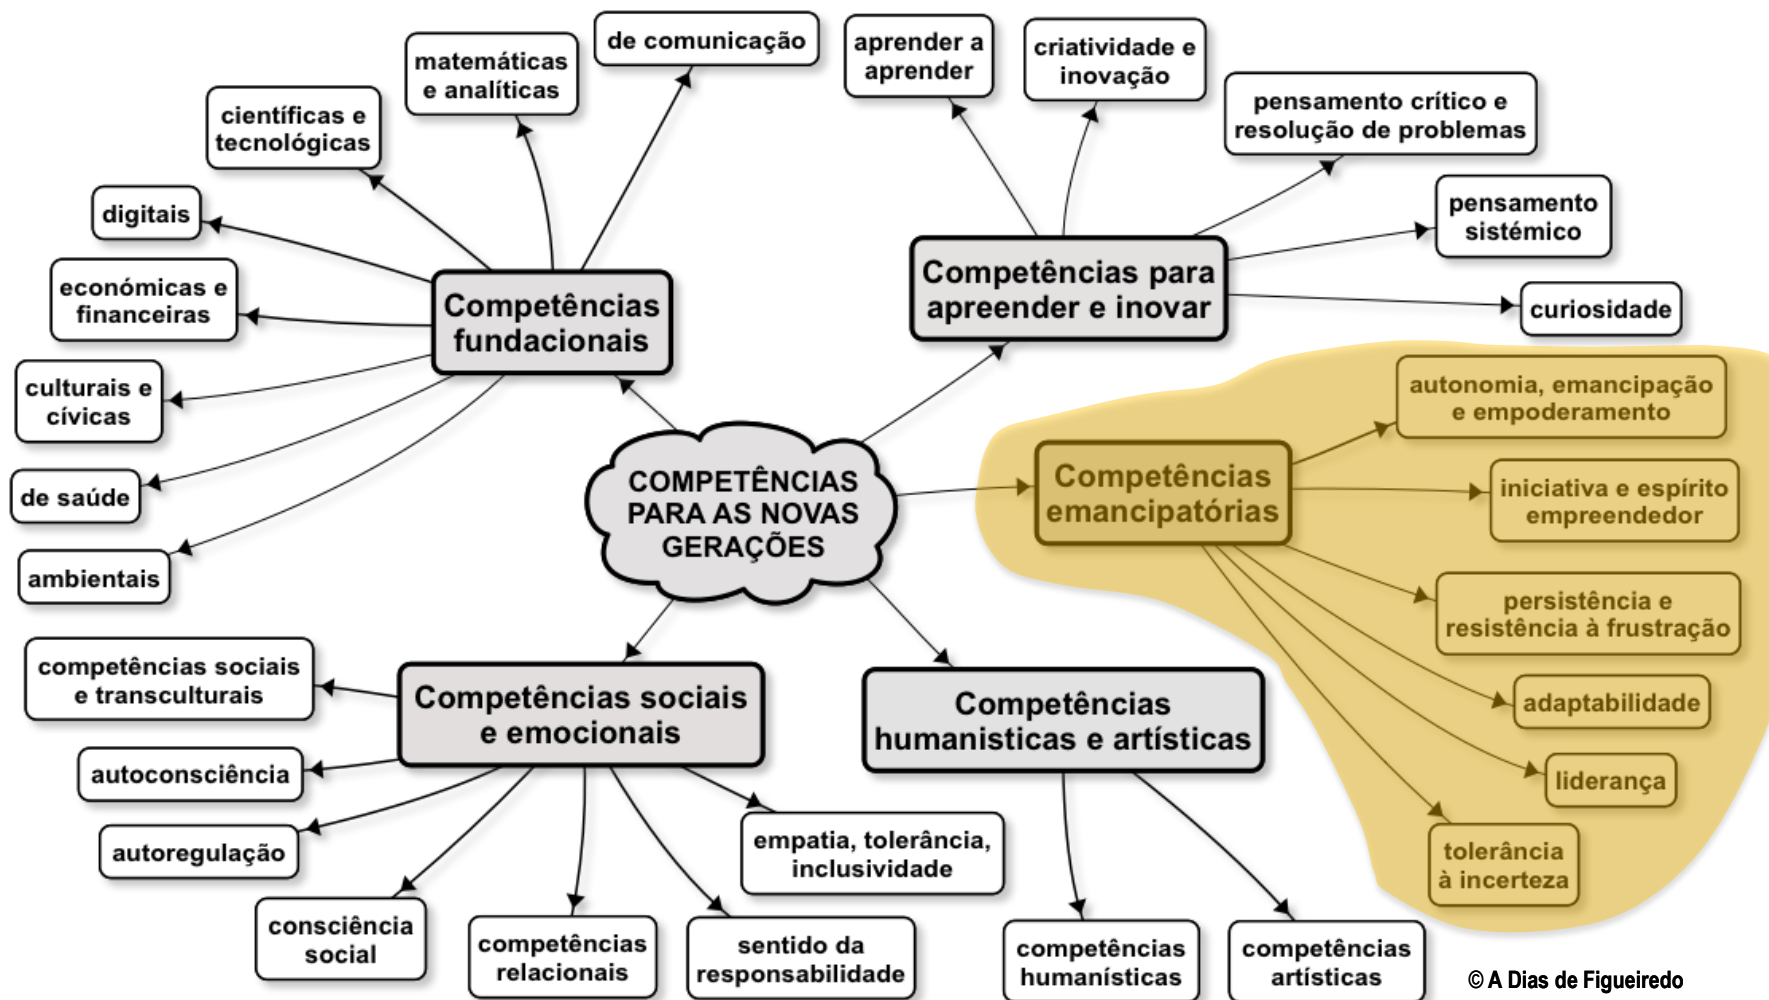 de comunicação
matemáticas
e analíticas
científicas e
tecnológicas
digitais
económicas e
financeiras
culturais e
cívicas
de saúde
ambientais
Competências
fundacionais
aprender a
aprender
criatividade e
inovação
pensamento crítico e
resolução de problemas
pensamento
sistémico
curiosidade
Competências para
apreender e inovar
COMPETÊNCIAS
PARA AS NOVAS
GERAÇÕES
Competências
emancipatórias
autonomia, emancipação
e empoderamento
iniciativa e espírito
empreendedor
persistência e
resistência à frustração
adaptabilidade
liderança
tolerância
à incerteza
Competências sociais
e emocionais
competências sociais
e transculturais
autoconsciência
autoregulação
consciência
social
competências
relacionais
sentido da
responsabilidade
empatia, tolerância,
inclusividade
Competências
humanisticas e artísticas
competências
humanísticas
competências
artísticas
© A Dias de Figueiredo